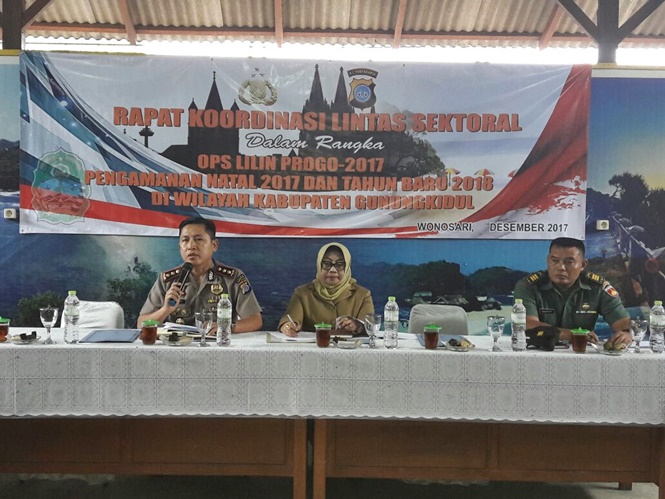 RAPAT KOORDINASI LINTAS SEKTORAL
Dalam Rangka
OPS LILIN PROGO-2017
PENGAMANAN NATAL 2017 DAN TAHUN BARU 2018
DI WILAYAH KABUPATEN GUNUNGKIDUL
WONOSARI, DESEMBER 2017